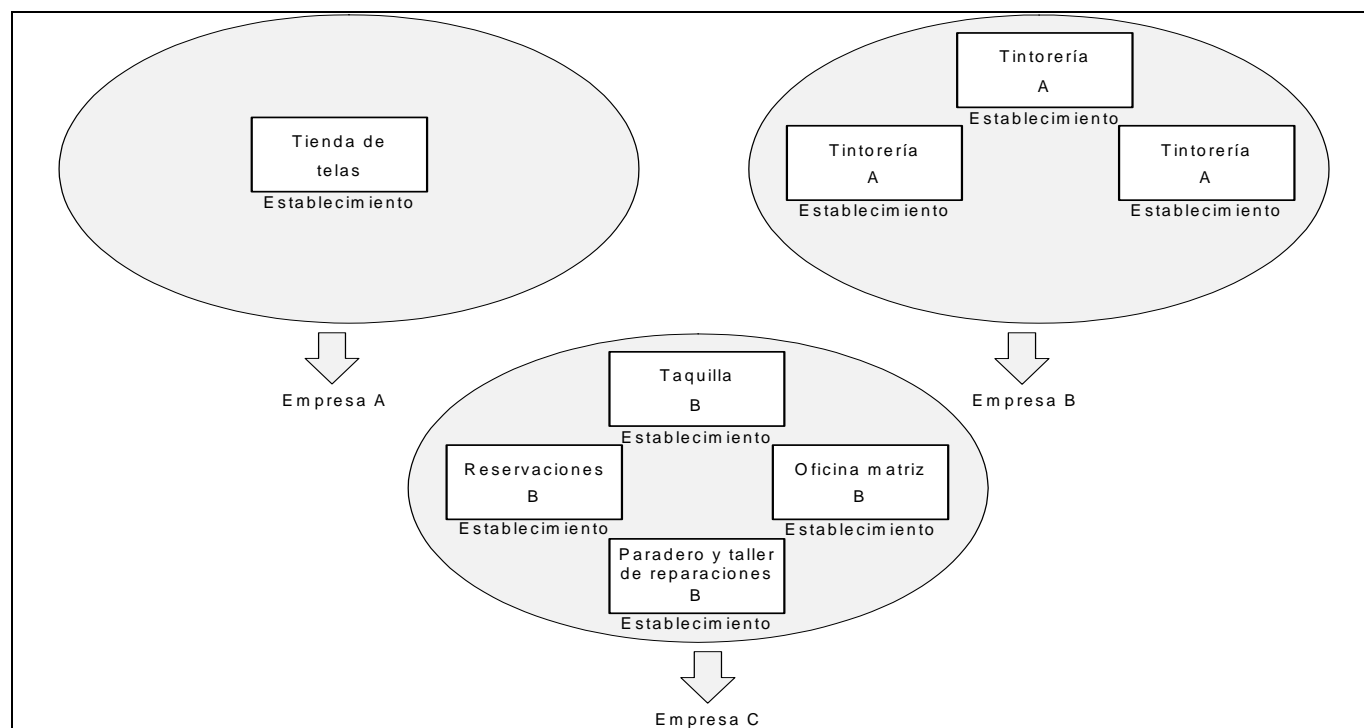 Tienda de
telas
Establecimiento
Empresa A
Tintorería
A
Establecimiento
Tintorería
A
Establecimiento
Tintorería
A
Establecimiento
Empresa B
Taquilla
B
Establecimiento
Reservaciones
B
Establecimiento
Oficina matriz
B
Establecimiento
Paradero y taller
de reparaciones
B
Establecimiento
Empresa C